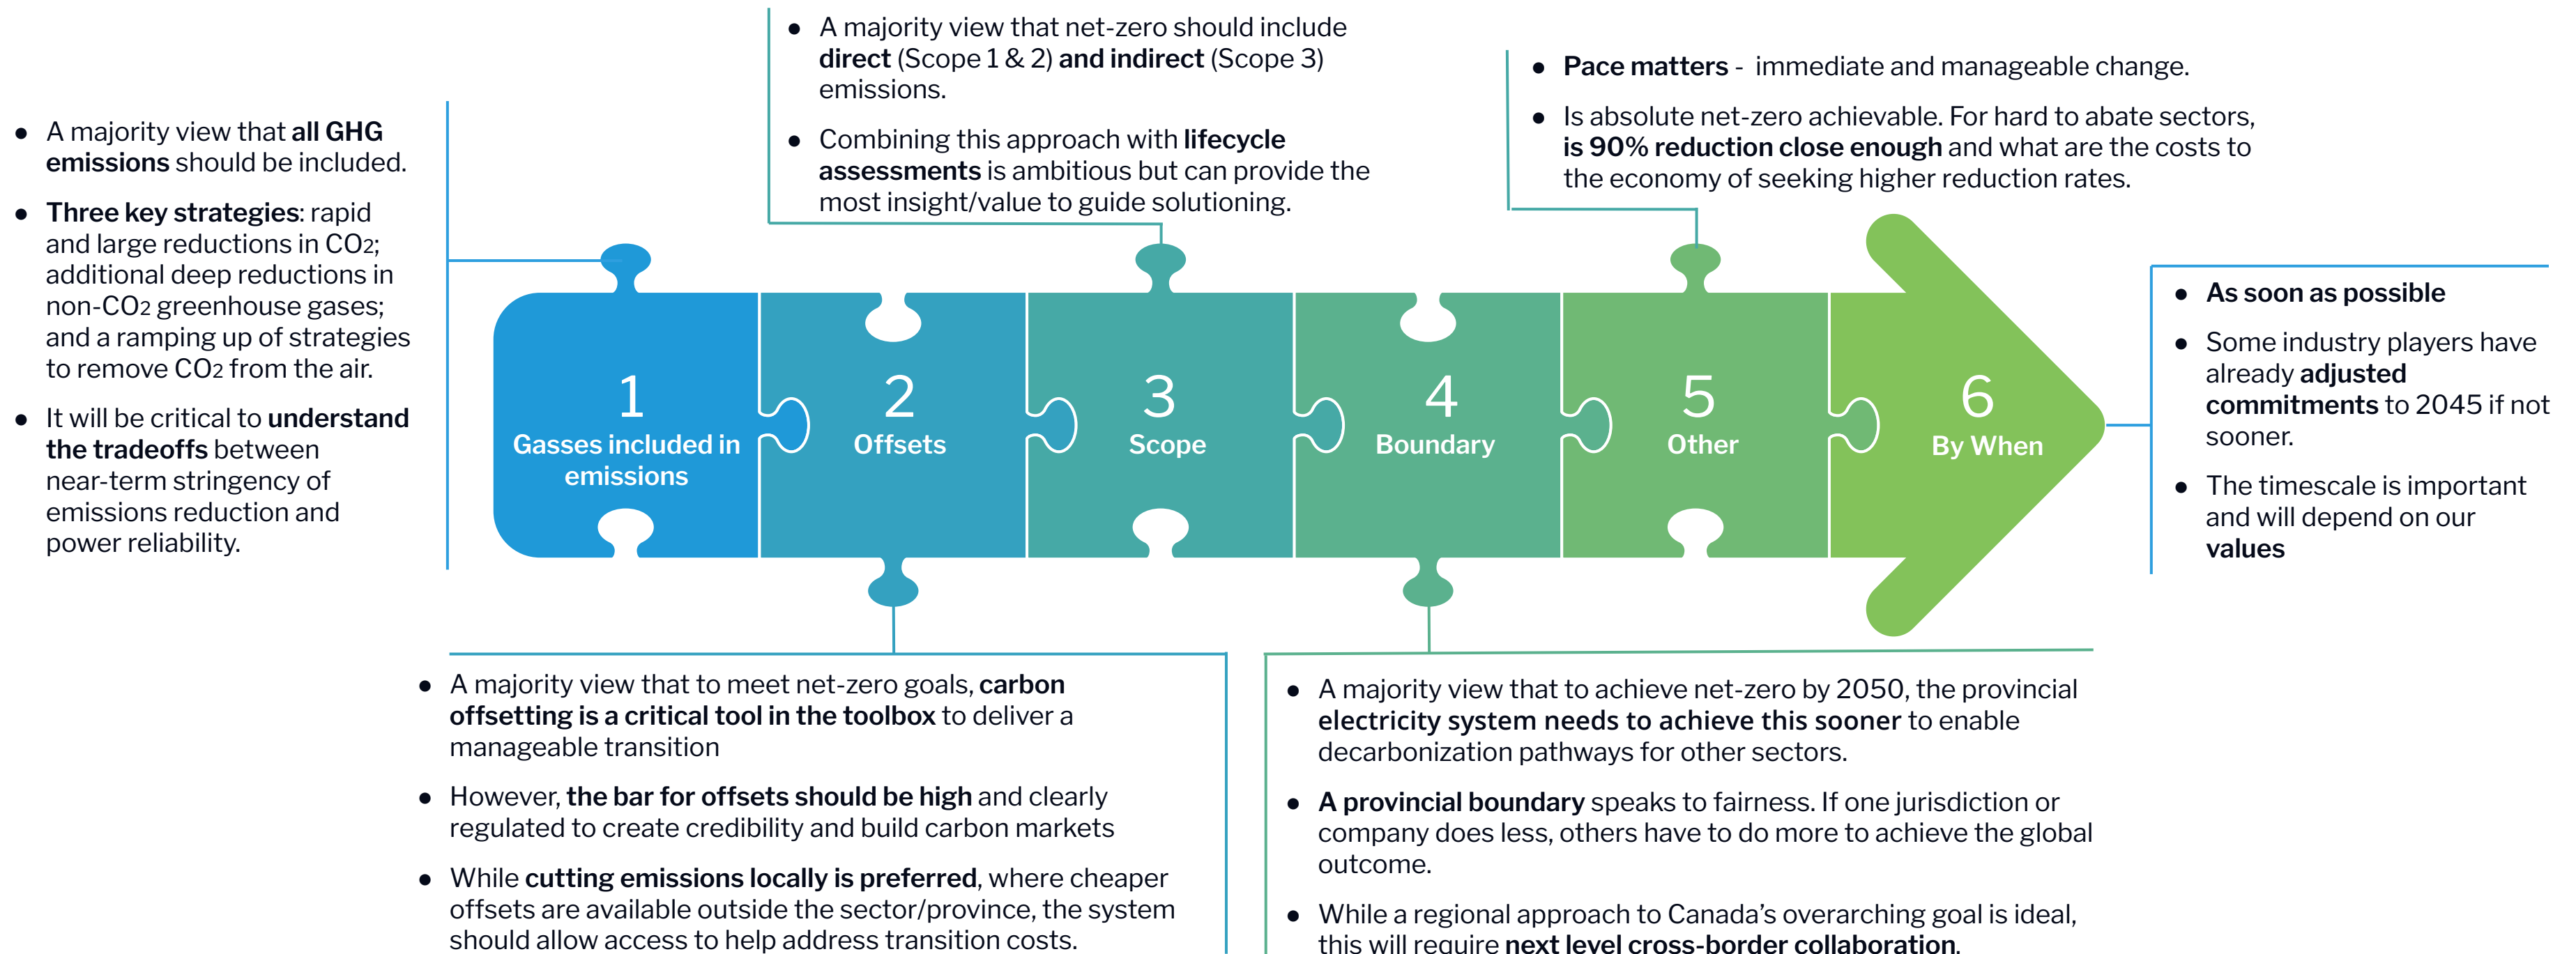 ● A majority view that all GHG
emissions should be included.
● Three key strategies: rapid
and large reductions in CO2;
additional deep reductions in
non-CO2 greenhouse gases;
and a ramping up of strategies
to remove CO2 from the air.
● It will be critical to understand
the tradeoffs between
near-term stringency of
emissions reduction and
power reliability.
● A majority view that net-zero should include
direct (Scope 1 & 2) and indirect (Scope 3)
emissions.
● Combining this approach with lifecycle
assessments is ambitious but can provide the
most insight/value to guide solutioning.
● Pace matters - immediate and manageable change.
● Is absolute net-zero achievable. For hard to abate sectors,
is 90% reduction close enough and what are the costs to
the economy of seeking higher reduction rates.
1
Gasses included in
emissions
2
Offsets
3
Scope
4
Boundary
5
Other
6
By When
● As soon as possible
● Some industry players have
already adjusted
commitments to 2045 if not
sooner.
● The timescale is important
and will depend on our
values
● A majority view that to meet net-zero goals, carbon
offsetting is a critical tool in the toolbox to deliver a
manageable transition
● However, the bar for offsets should be high and clearly
regulated to create credibility and build carbon markets
● While cutting emissions locally is preferred, where cheaper
offsets are available outside the sector/province, the system
should allow access to help address transition costs.
● A majority view that to achieve net-zero by 2050, the provincial
electricity system needs to achieve this sooner to enable
decarbonization pathways for other sectors.
● A provincial boundary speaks to fairness. If one jurisdiction or
company does less, others have to do more to achieve the global
outcome.
● While a regional approach to Canada's overarching goal is ideal,
this will require next level cross-border collaboration.